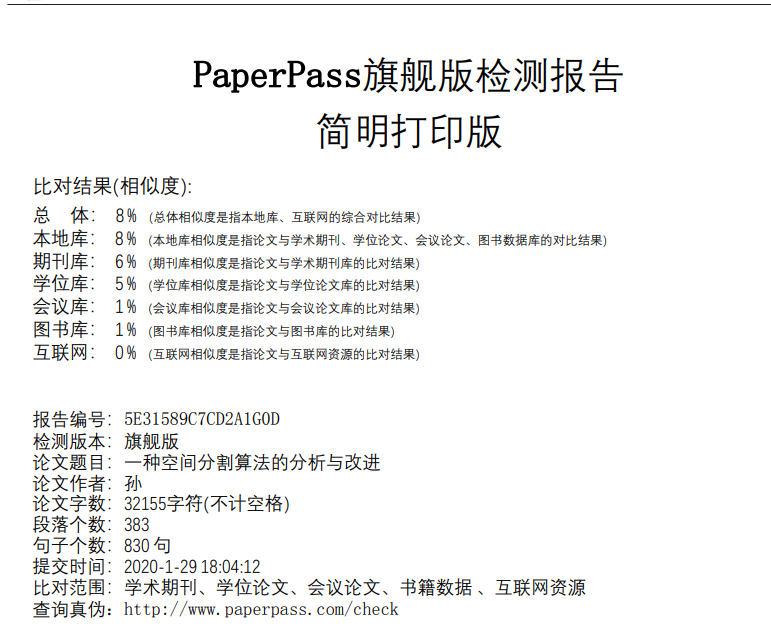 PaperPass旗舰版检测报告
简明打印版
比对结果(相似度):
总 体: 8% (总体相似度是指本地库、互联网的综合对比结果)
本地库: 8% (本地库相似度是指论文与学术期刊、学位论文、会议论文、图书数据库的对比结果)
期刊库: 6% (期刊库相似度是指论文与学术期刊库的比对结果)
学位库: 5% (学位库相似度是指论文与学位论文库的比对结果)
会议库: 1% (会议库相似度是指论文与会议论文库的比对结果)
图书库: 1% (图书库相似度是指论文与图书库的比对结果)
互联网: 0% (互联网相似度是指论文与互联网资源的比对结果)
报告编号: 5E31589C7CD2A1G0D
检测版本: 旗舰版
论文题目: 一种空间分割算法的分析与改进
论文作者: 孙
论文字数: 32155字符(不计空格)
段落个数: 383
句子个数: 830 句
提交时间: 2020-1-29 18:04:12
比对范围: 学术期刊、学位论文、会议论文、书籍数据 、互联网资源
查询真伪: http://www.paperpass.com/check